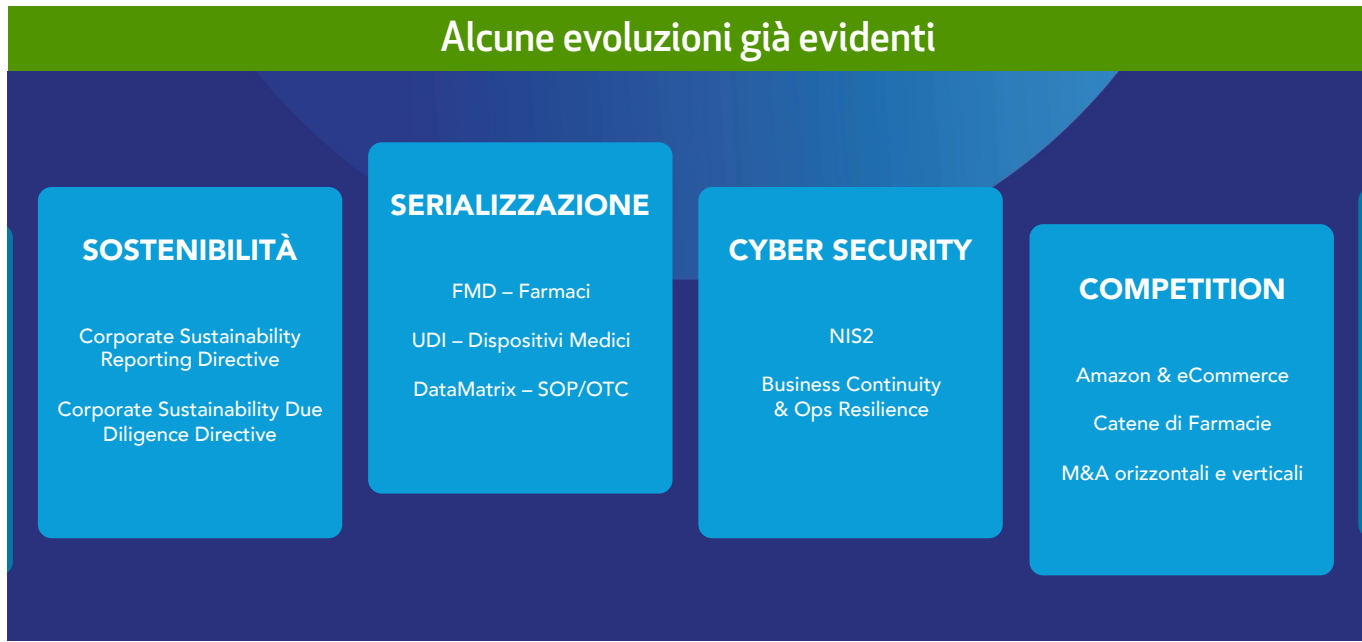 Alcune evoluzioni già evidenti
SOSTENIBILITÀ
Corporate Sustainability
Reporting Directive
Corporate Sustainability Due
Diligence Directive
SERIALIZZAZIONE
FMD – Farmaci
UDI – Dispositivi Medici
DataMatrix – SOP/OTC
CYBER SECURITY
NIS2
Business Continuity
& Ops Resilience
COMPETITION
Amazon & eCommerce
Catene di Farmacie
M&A orizzontali e verticali